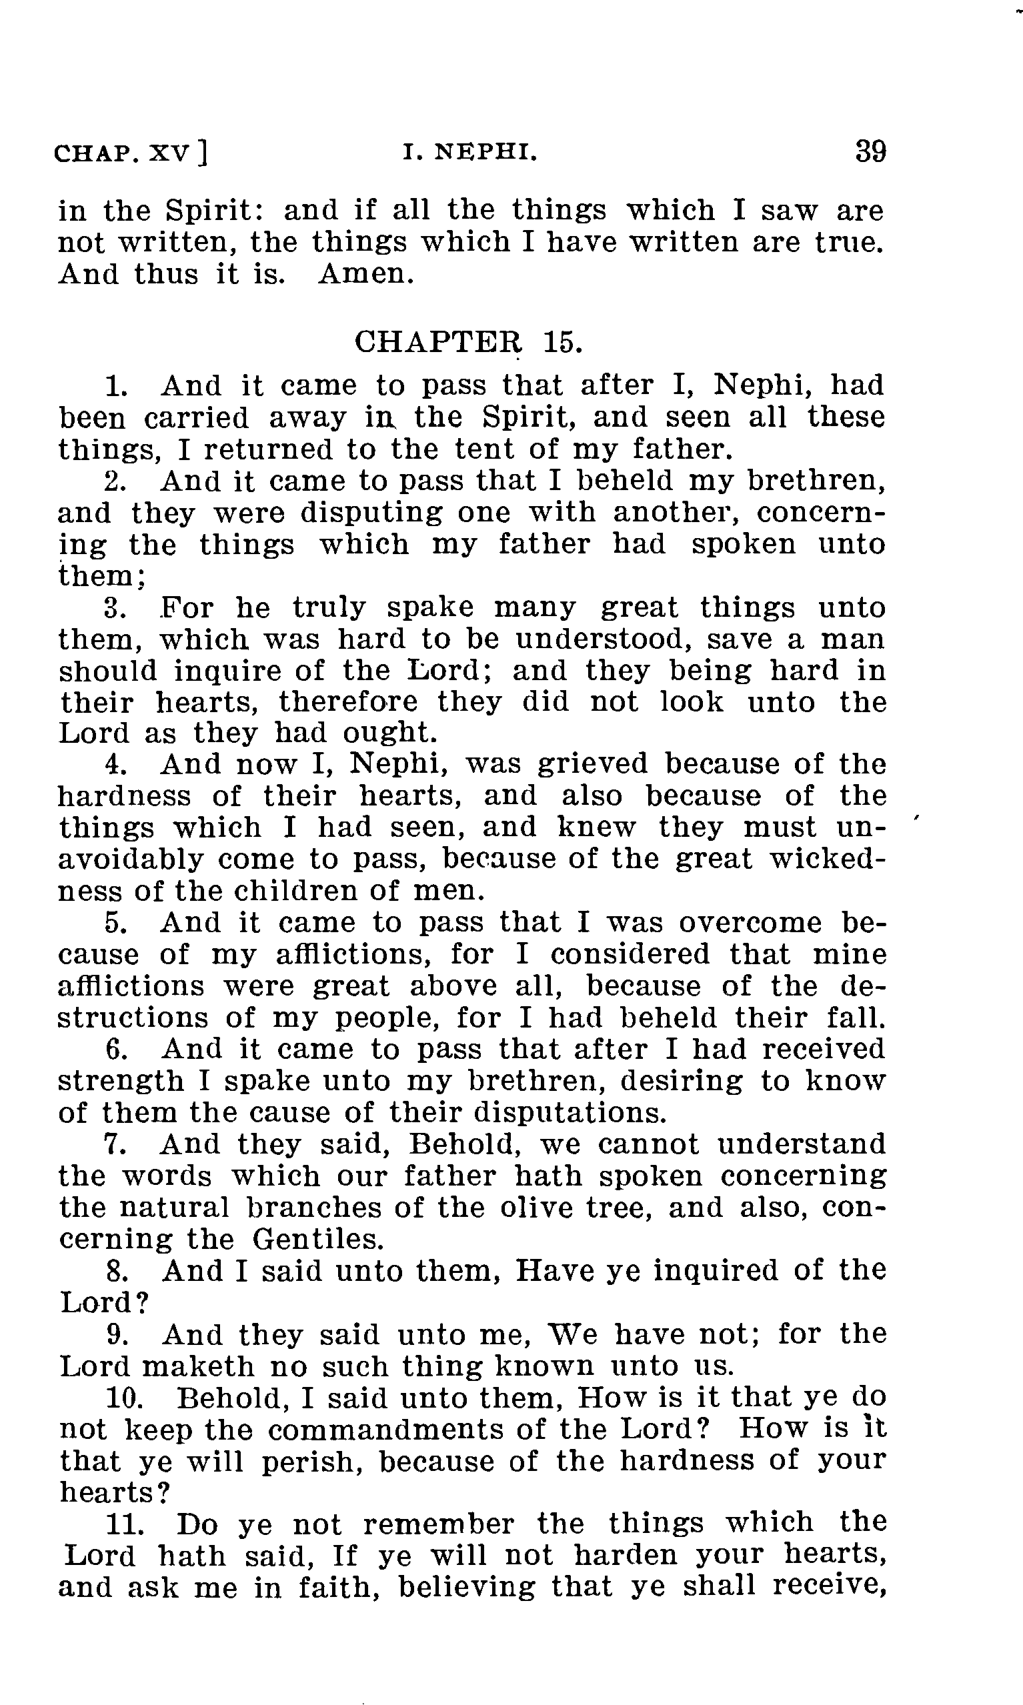 CHAP. XV ] I. NEPHI. 39
in the Spirit: and if all the things which I saw are
not written, the things which I have written are true.
And thus it is. Amen.
CHAPTER 15.
1. And it came to pass that after I, Nephi, had
been carried away in the Spirit, and seen all these
things, I returned to the tent of my father.
2. And it came to pass that I beheld my brethren,
and they were disputing one with another, concern-
ing the things which my father had spoken unto
them;
3. For he truly spake many great things unto
them, which was hard to be understood, save a man
should inquire of the Lord; and they being hard in
their hearts, therefore they did not look unto the
Lord as they had ought.
4. And now I, Nephi, was grieved because of the
hardness of their hearts, and also because of the
things which I had seen, and knew they must un-
avoidably come to pass, because of the great wicked-
ness of the children of men.
5. And it came to pass that I was overcome be-
cause of my afflictions, for I considered that mine
afflictions were great above all, because of the de-
structions of my people, for I had beheld their fall.
6. And it came to pass that after I had received
strength I spake unto my brethren, desiring to know
of them the cause of their disputations.
7. And they said, Behold, we cannot understand
the words which our father hath spoken concerning
the natural branches of the olive tree, and also, con-
cerning the Gentiles.
8. And I said unto them, Have ye inquired of the
Lord?
9. And they said unto me, We have not; for the
Lord maketh no such thing known unto us.
10. Behold, I said unto them, How is it that ye do
not keep the commandments of the Lord? How is it
that ye will perish, because of the hardness of your
hearts?
11. Do ye not remember the things which the
Lord hath said, If ye will not harden your hearts,
and ask me in faith, believing that ye shall receive,